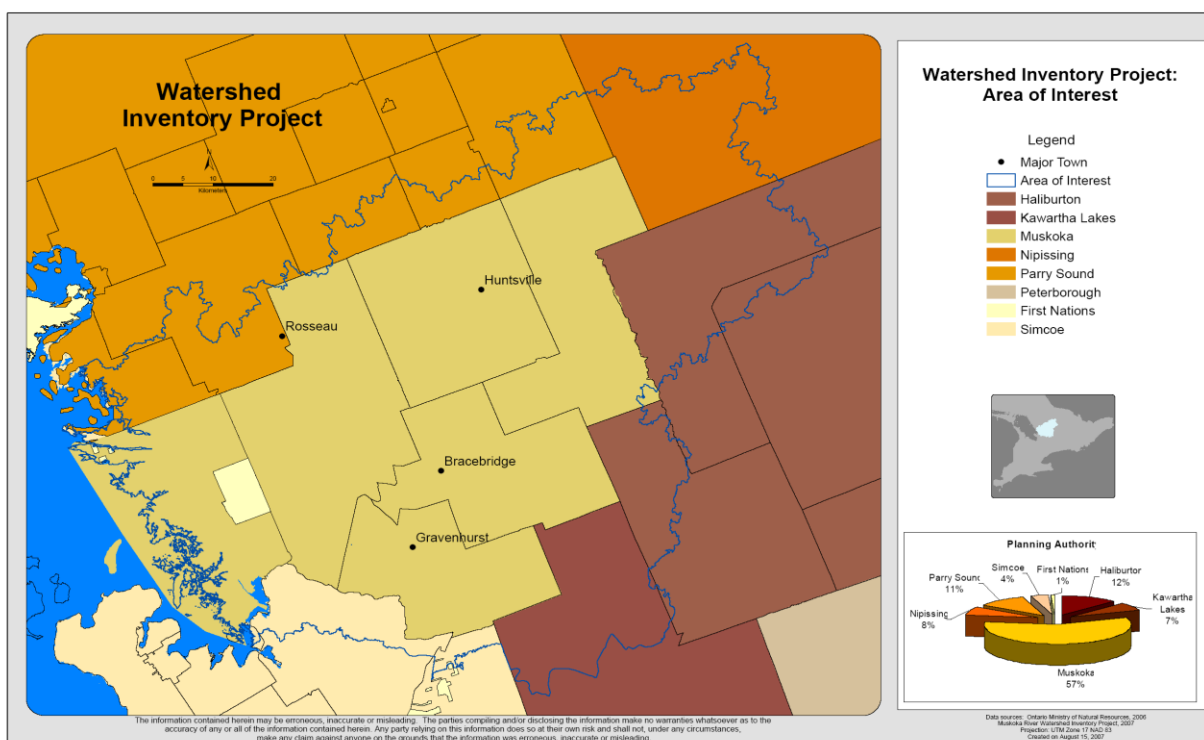 Watershed
Inventory Project
N
0 5 10 20
Kilometers
Huntsville
Rosseau
Bracebridge
Gravenhurst
The information contained herein may be erroneous, inaccurate or misleading. The parties compiling and/or disclosing the information make no warranties whatsoever as to the
accuracy of any or all of the information contained herein. Any party relying on this information does so at their own risk and shall not, under any circumstances,
make any claim against anyone on the grounds that the information was erroneous, inaccurate or misleading.
Watershed Inventory Project:
Area of Interest
Legend
Major Town
Area of Interest
Haliburton
Kawartha Lakes
Muskoka
Nipissing
Parry Sound
Peterborough
First Nations
Simcoe
Planning Authorit
Simcoe
4%
First Nations
1%
Haliburton
12%
Parry Sound
11%
Kawartha
Lakes
7%
Nipissing
8%
Muskoka
57%
Data sources: Ontario Ministry of Natural Resources, 2006
Muskoka River Watershed Inventory Project, 2007
Projection: UTM Zone 17 NAD 83
Created on August 15, 2007